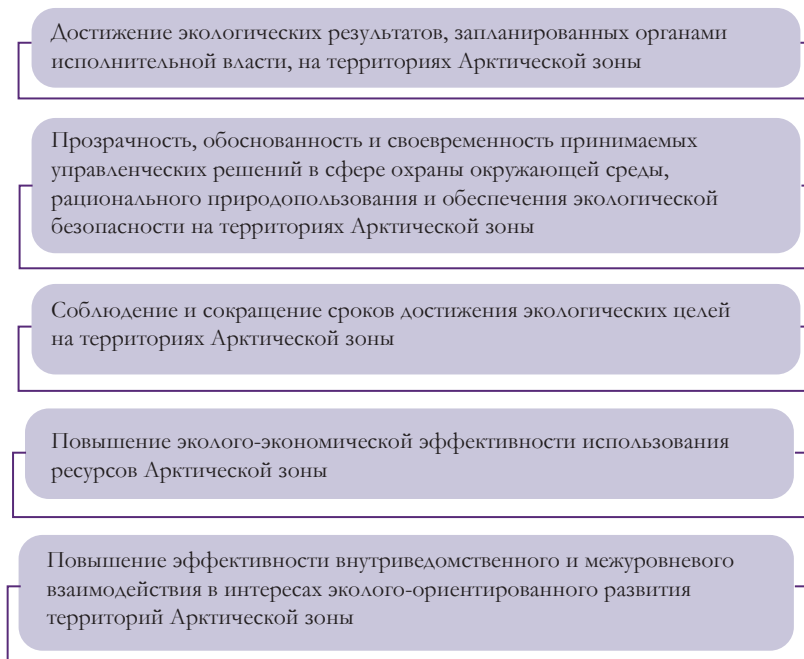 Достижение экологических результатов, запланированных органами
исполнительной власти, на территориях Арктической зоны
Прозрачность, обоснованность и своевременность принимаемых
управленческих решений в сфере охраны окружающей среды,
рационального природопользования и обеспечения экологической
безопасности на территориях Арктической зоны
Соблюдение и сокращение сроков достижения экологических целей
на территориях Арктической зоны
Повышение эколого-экономической эффективности использования
ресурсов Арктической зоны
Повышение эффективности внутриведомственного и межуровневого
взаимодействия в интересах эколого-ориентированного развития
территорий Арктической зоны